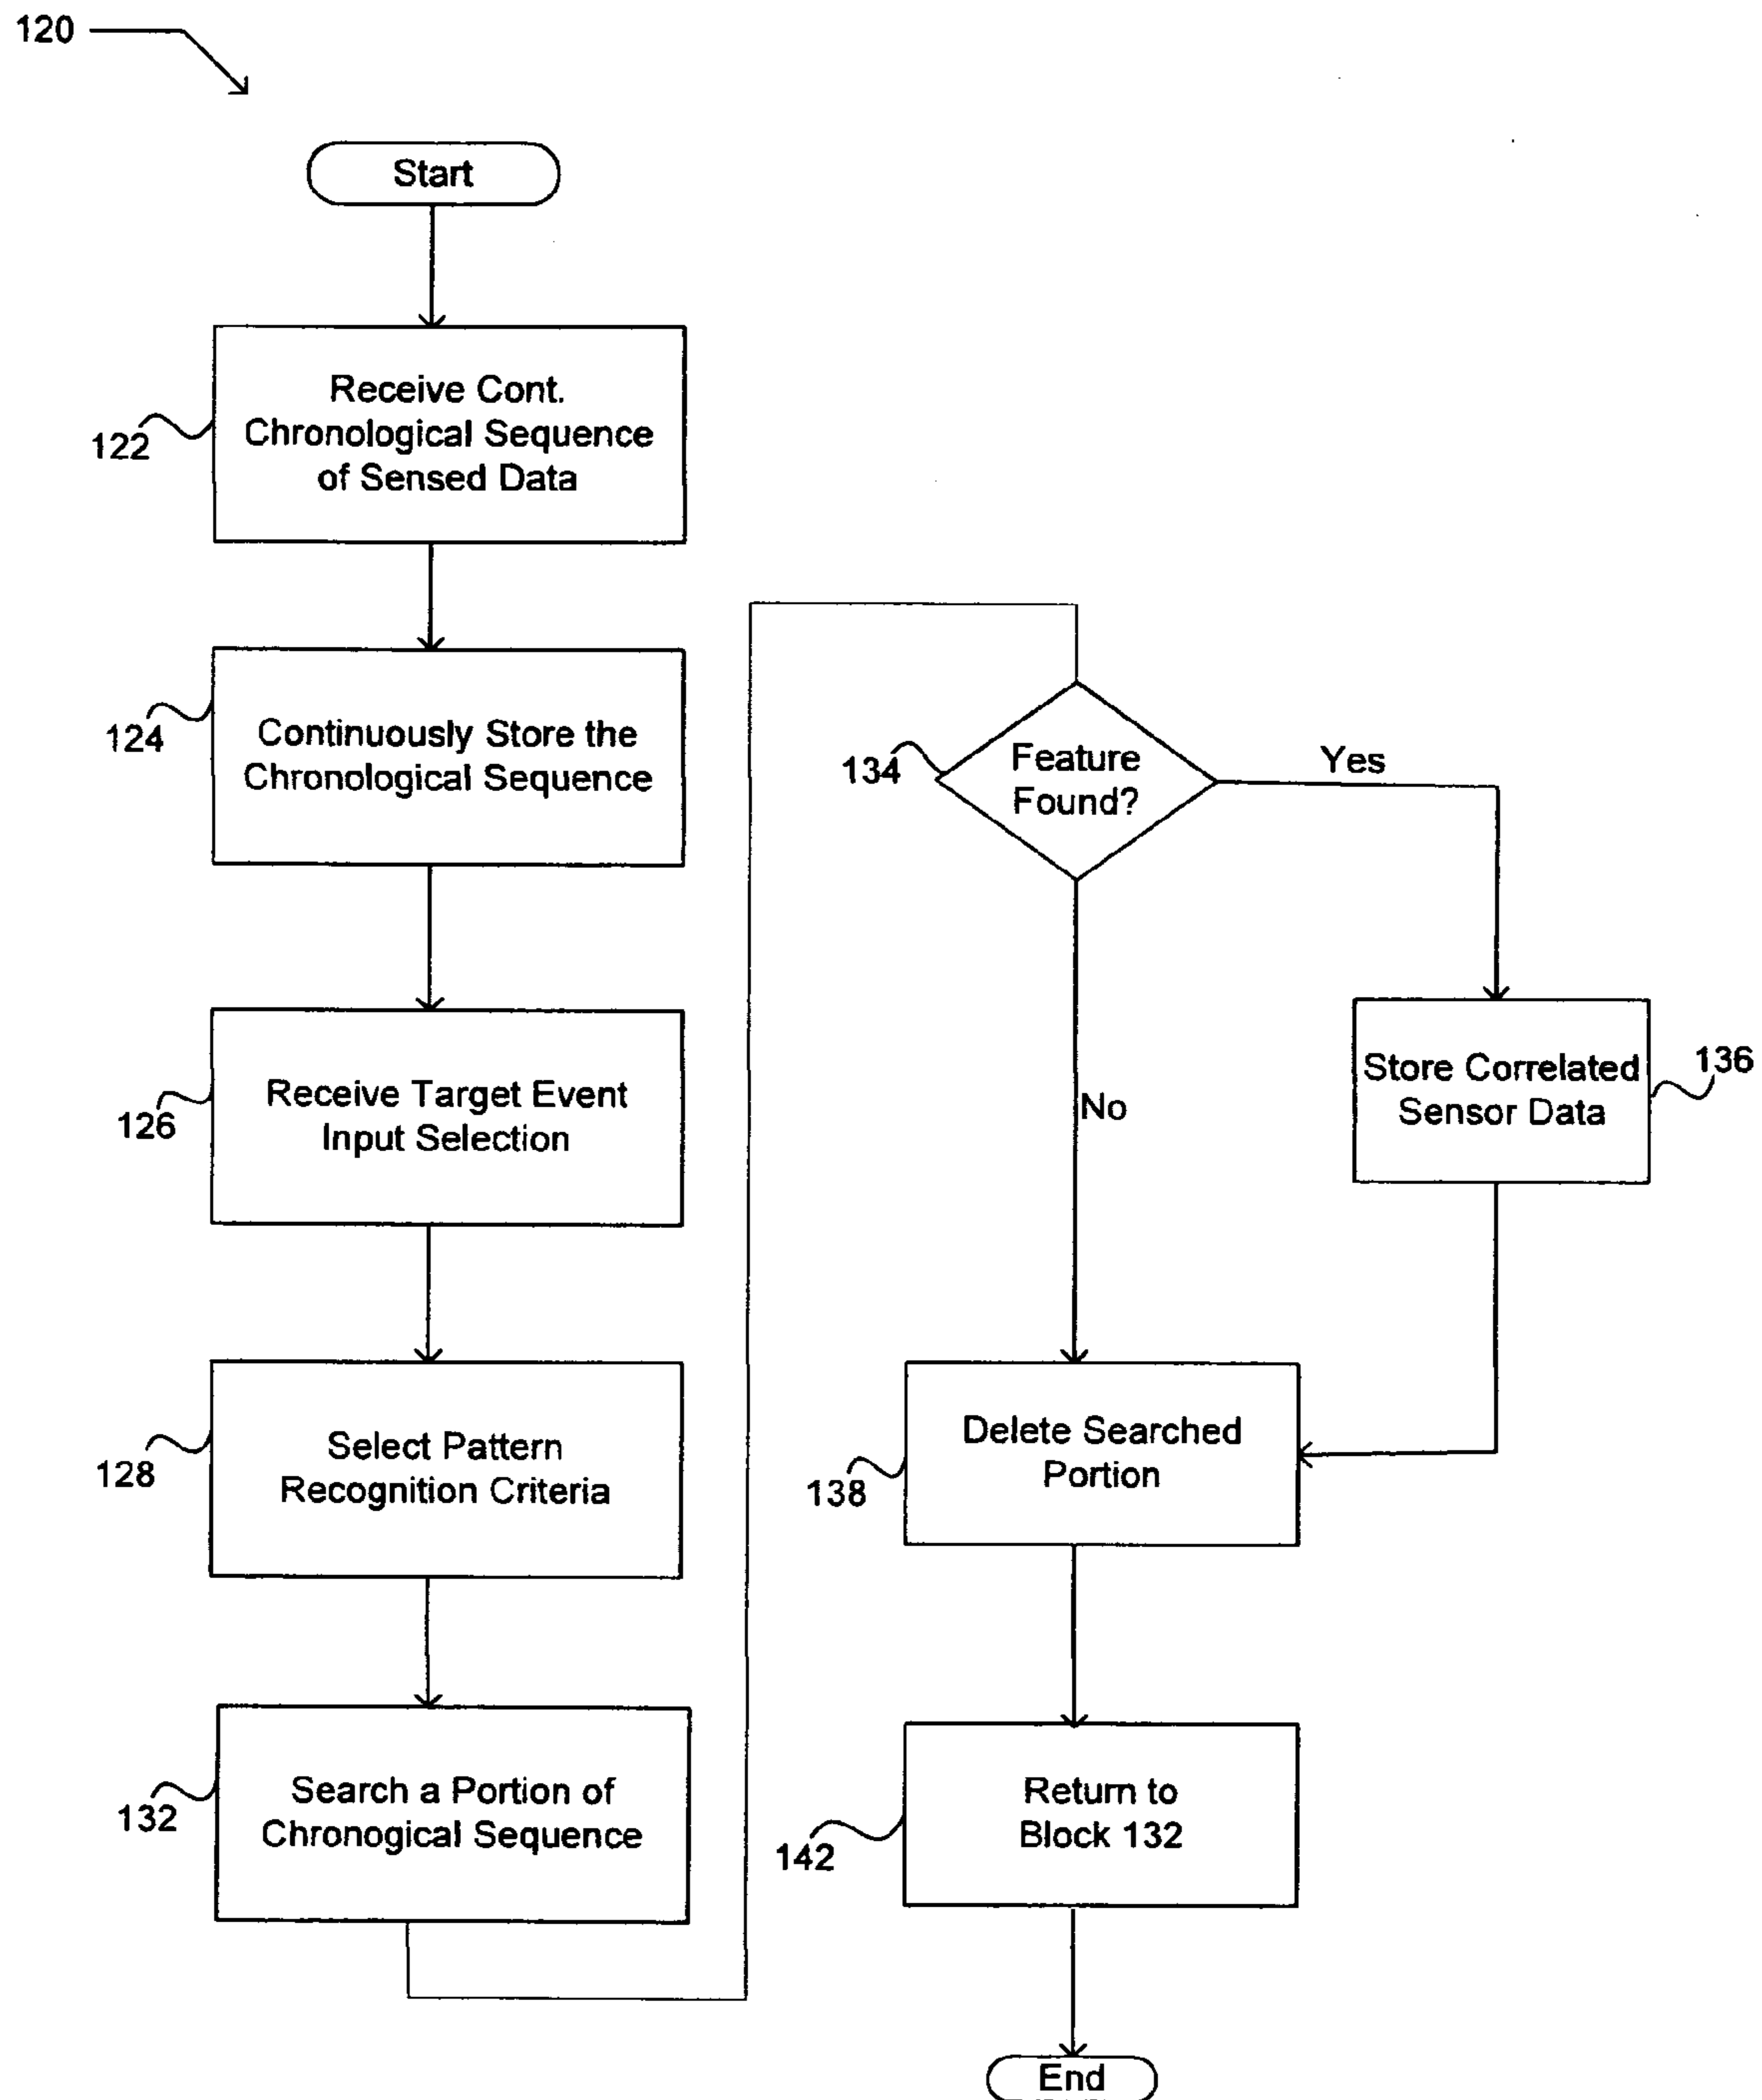 120
Start
Receive Cont.
Chronological Sequence
of Sensed Data
122
Continuously Store the
Chronological Sequence
124
Receive Target Event
Input Selection
126
Select Pattern
Recognition Criteria
128
Search a Portion of
Chronogical Sequence
132
Feature
Found?
134
Yes
No
Store Correlated
Sensor Data
136
Delete Searched
Portion
138
Return to
Block 132
142
End